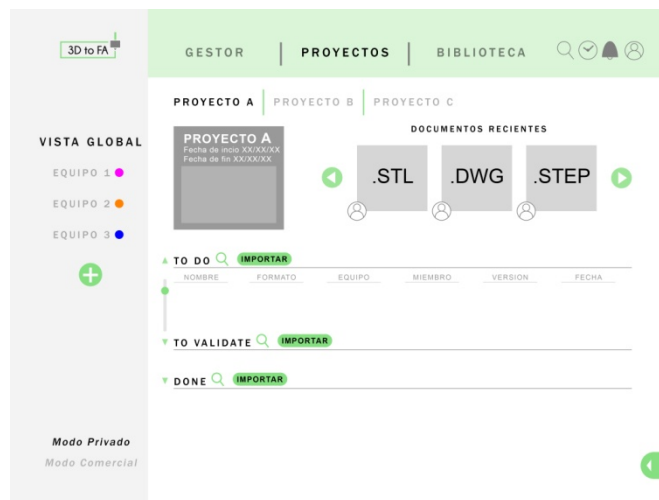 3D to FA
GESTOR
PROYECTOS
BIBLIOTECA
PROYECTO A
PROYECTO B
PROYECTO C
VISTA GLOBAL
EQUIPO 1
EQUIPO 2
EQUIPO 3
PROYECTO A
Fecha de incio XX/XX/XX
Fecha de fin XX/XX/XX
DOCUMENTOS RECIENTES
.STL
.DWG
.STEP
TO DO
IMPORTAR
NOMBRE
FORMATO
EQUIPO
MIEMBRO
VERSION
FECHA
TO VALIDATE
IMPORTAR
DONE
IMPORTAR
Modo Privado
Modo Comercial